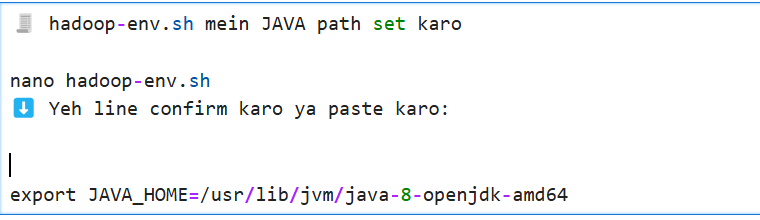 hadoop-env.sh mein JAVA path set karo
nano hadoop-env.sh
Yeh line confirm karo ya paste karo:
export JAVA_HOME=/usr/lib/jvm/java-8-openjdk-amd64